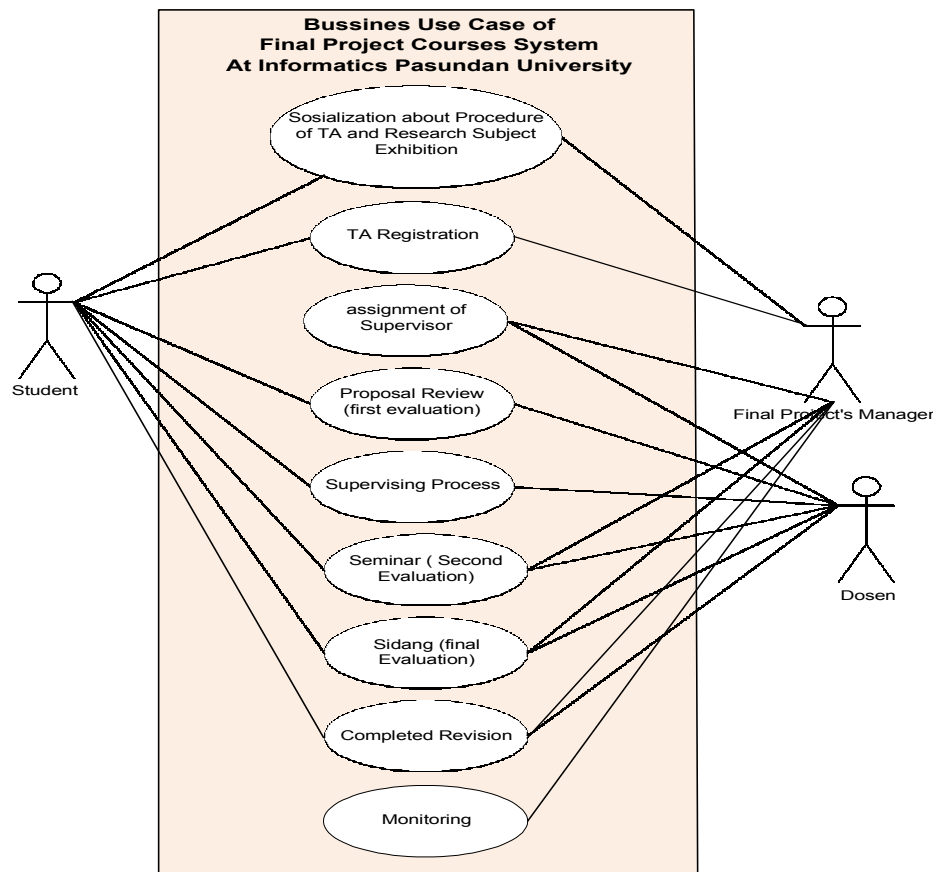 Bussines Use Case of
Final Project Courses System
At Informatics Pasundan University
Sosialization about Procedure
of TA and Research Subject
Exhibition
TA Registration
assignment of
Supervisor
Proposal Review
(first evaluation)
Supervising Process
Seminar ( Second
Evaluation)
Sidang (final
Evaluation)
Completed Revision
Monitoring
Student
Final Project's Manager
Dosen